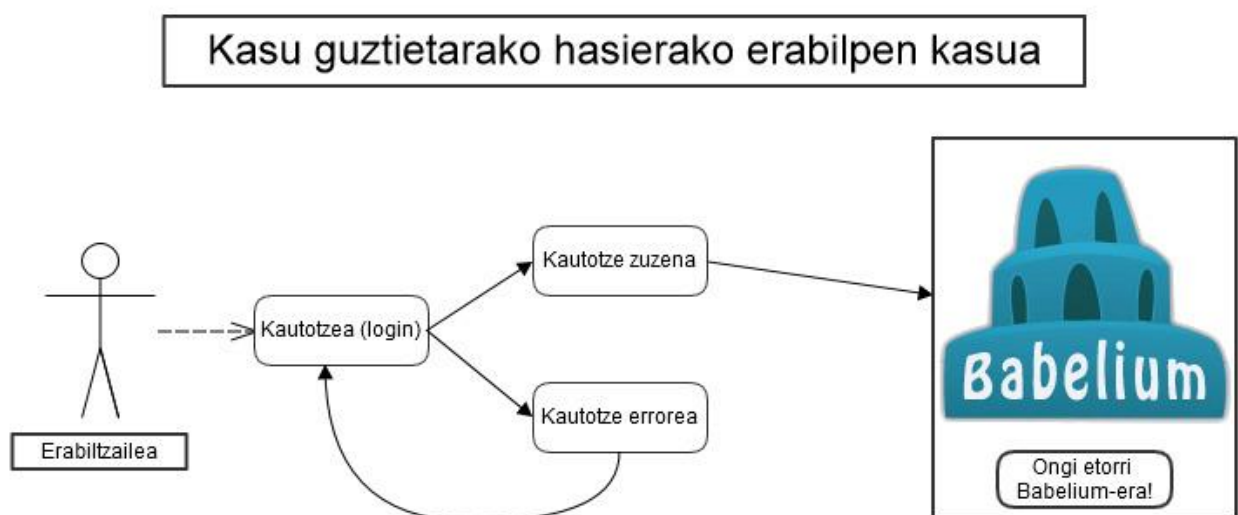 Kasu guztietarako hasierako erabilpen kasua
Kautotze zuzena
Kautotzea (login)
Babelium
Kautotze errorea
Erabiltzailea
Ongi etorri
Babelium-era!